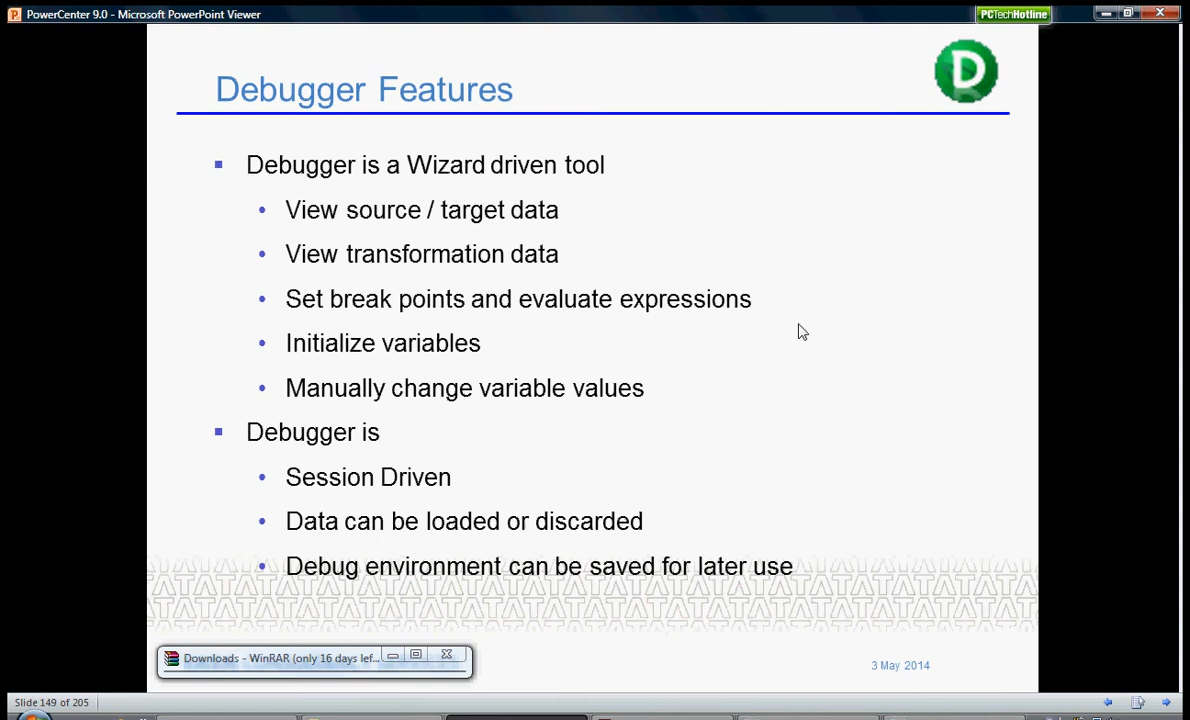 PowerCenter 9.0 - Microsoft PowerPoint Viewer
PCTechHotline
Debugger Features
D
Debugger is a Wizard driven tool
View source / target data
View transformation data
Set break points and evaluate expressions
Initialize variables
Manually change variable values
Debugger is
Session Driven
Data can be loaded or discarded
Debug environment can be saved for later use
Downloads - WinRAR (only 16 days lef...
3 May 2014
Slide 149 of 205